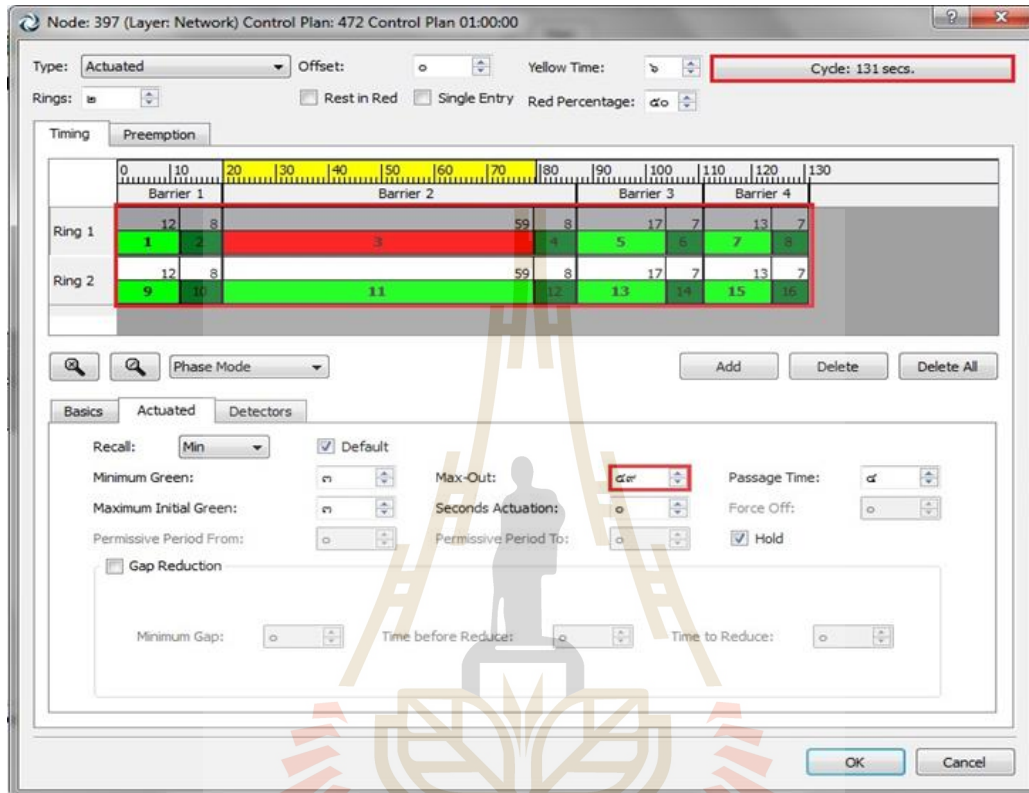 Node: 397 (Layer: Network) Control Plan: 472 Control Plan 01:00:00
Type: Actuated Offset: ๐ Yellow Time: ๖ Cycle: 131 secs.
Rings: ๒ Rest in Red Single Entry Red Percentage: ๕๐
Timing Preemption
0 10 20 30 40 50 60 70 80 90 100 110 120 130
Barrier 1 Barrier 2 Barrier 3 Barrier 4
12 8 59 8 17 7 13 7
Ring 1 1 2 3 4 5 6 7 8
12 8 59 8 17 7 13 7
Ring 2 9 10 11 12 13 14 15 16
Phase Mode Add Delete Delete All
Basics Actuated Detectors
Recall: Min Default
Minimum Green: ๓ Max-Out: ๕๙ Passage Time: ๔
Maximum Initial Green: ๓ Seconds Actuation: ๐ Force Off: ๐
Permissive Period From: ๐ Permissive Period To: ๐ Hold
Gap Reduction
Minimum Gap: ๐ Time before Reduce: ๐ Time to Reduce: ๐
OK Cancel